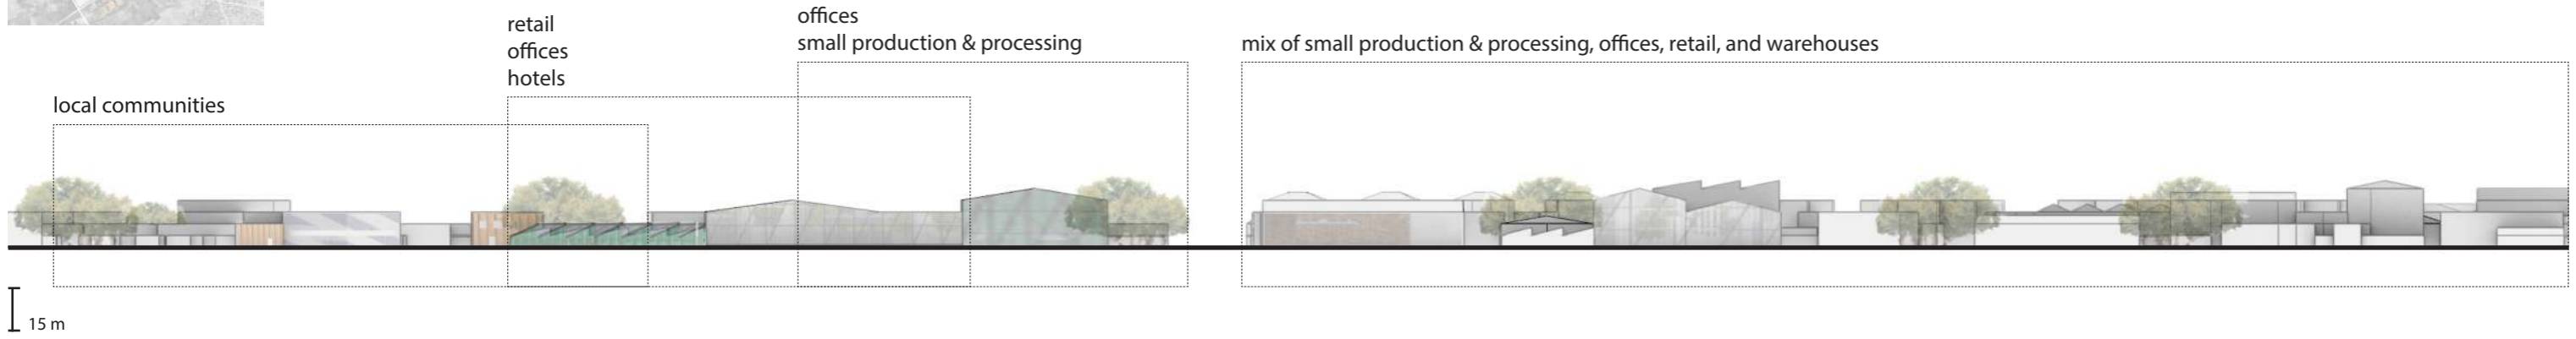 local communities
retail
offices
hotels
offices
small production & processing
mix of small production & processing, offices, retail, and warehouses
15 m